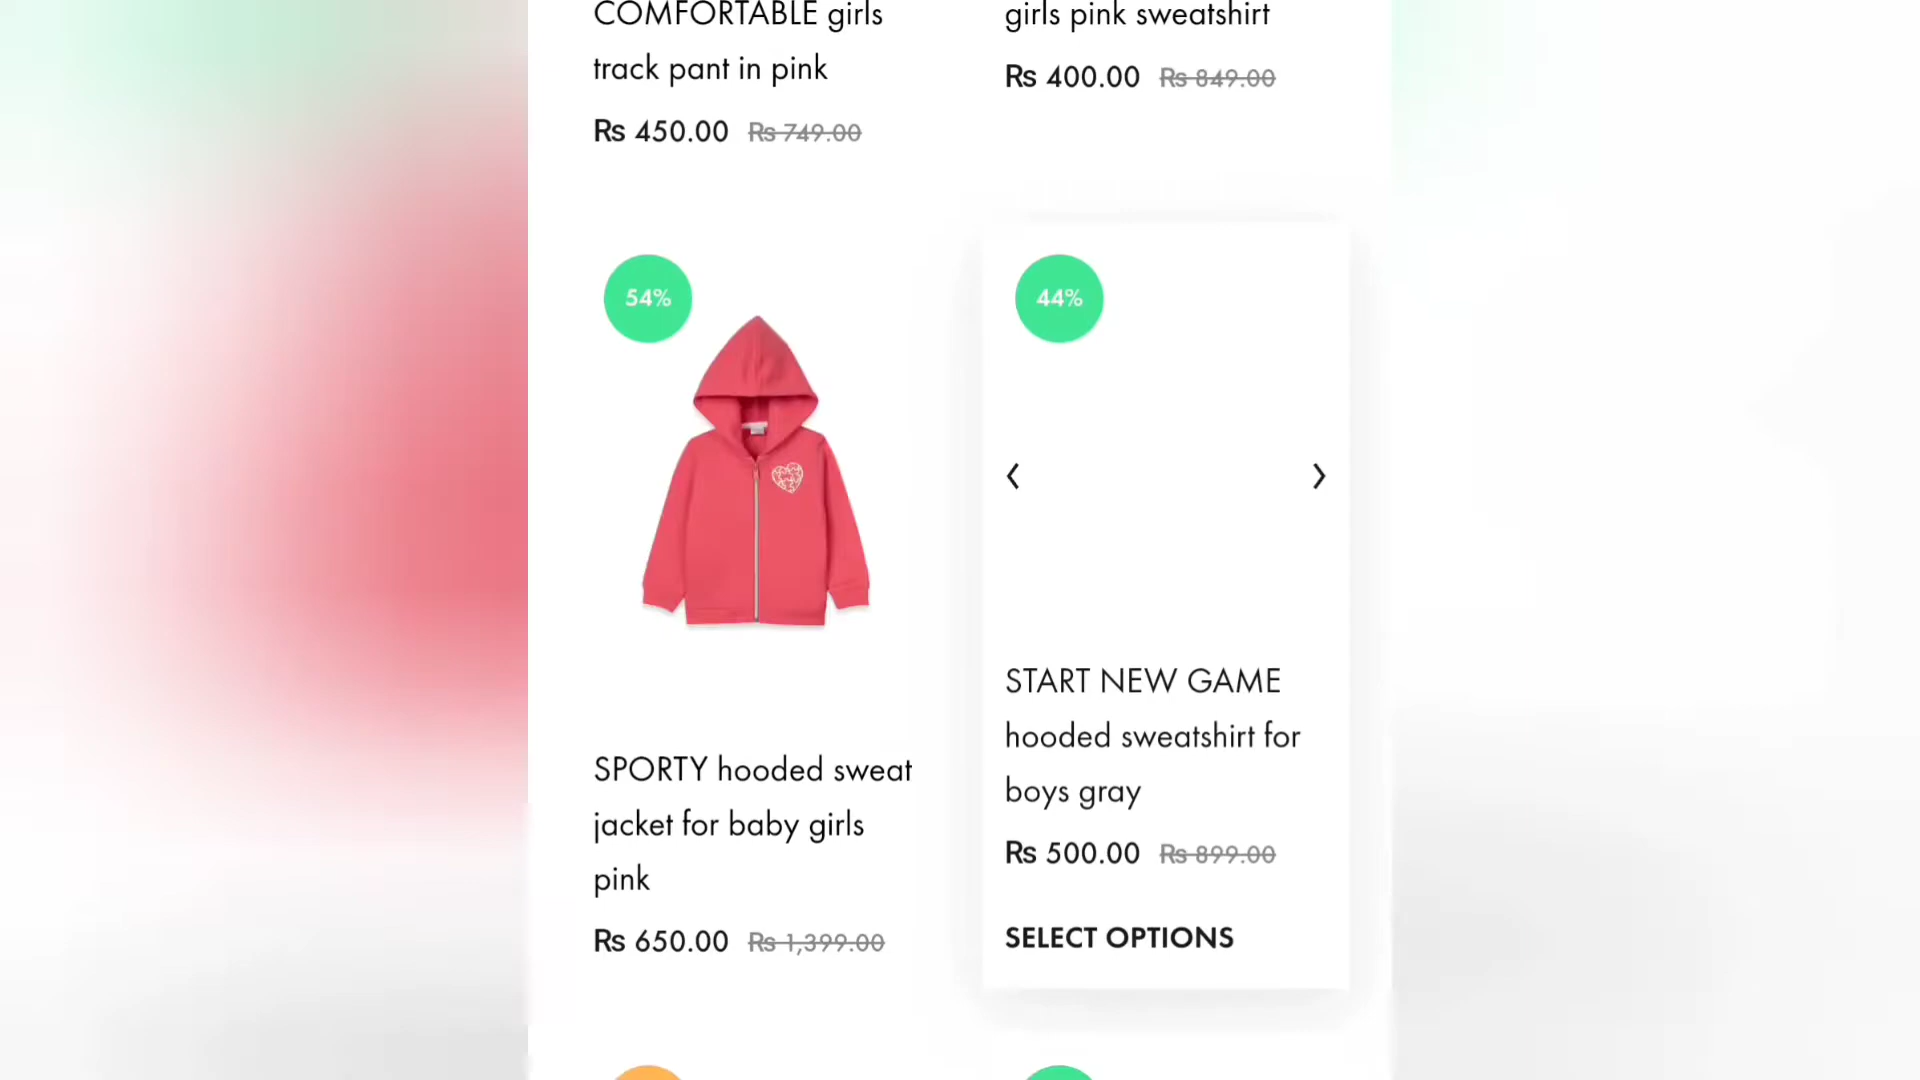 COMFORTABLE girls
track pant in pink
Rs 450.00 Rs 749.00
girls pink sweatshirt
Rs 400.00 Rs 849.00
54%
SPORTY hooded sweat
jacket for baby girls
pink
Rs 650.00 Rs 1,399.00
44%
START NEW GAME
hooded sweatshirt for
boys gray
Rs 500.00 Rs 899.00
SELECT OPTIONS